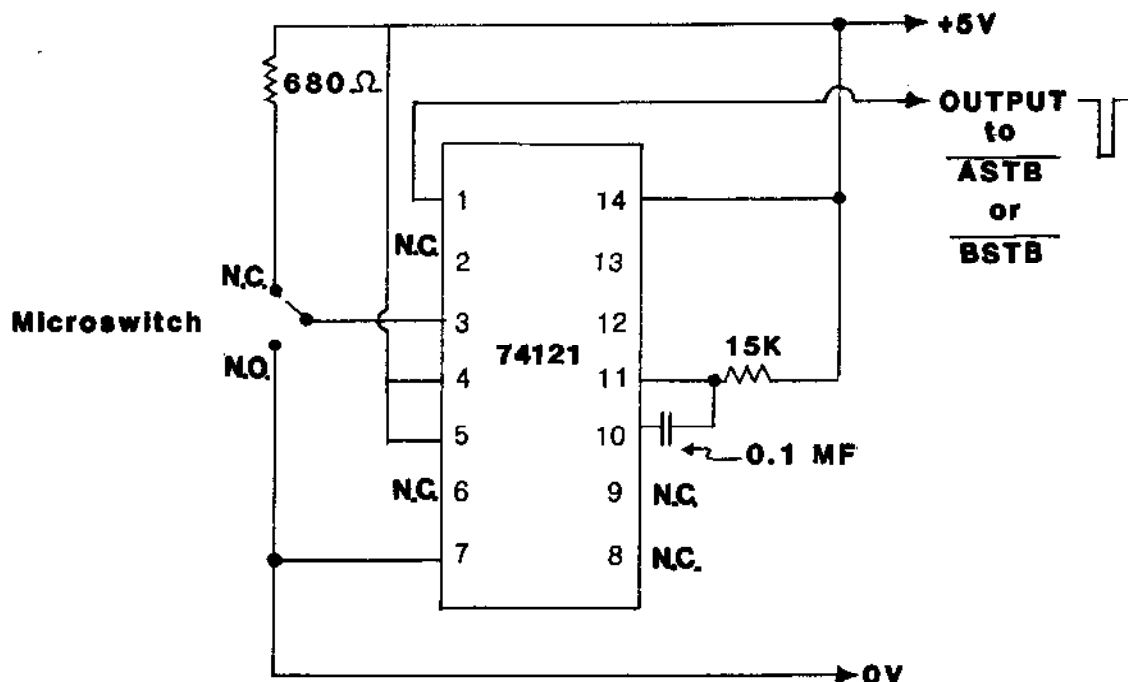 +5V
680Ω
OUTPUT
to
ASTB
or
BSTB
1
14
N.C.
2
13
N.C.
Microswitch
3
12
74121
15K
N.O.
4
11
5
10
0.1 MF
N.C.
6
9
N.C.
7
8
N.C.
0V